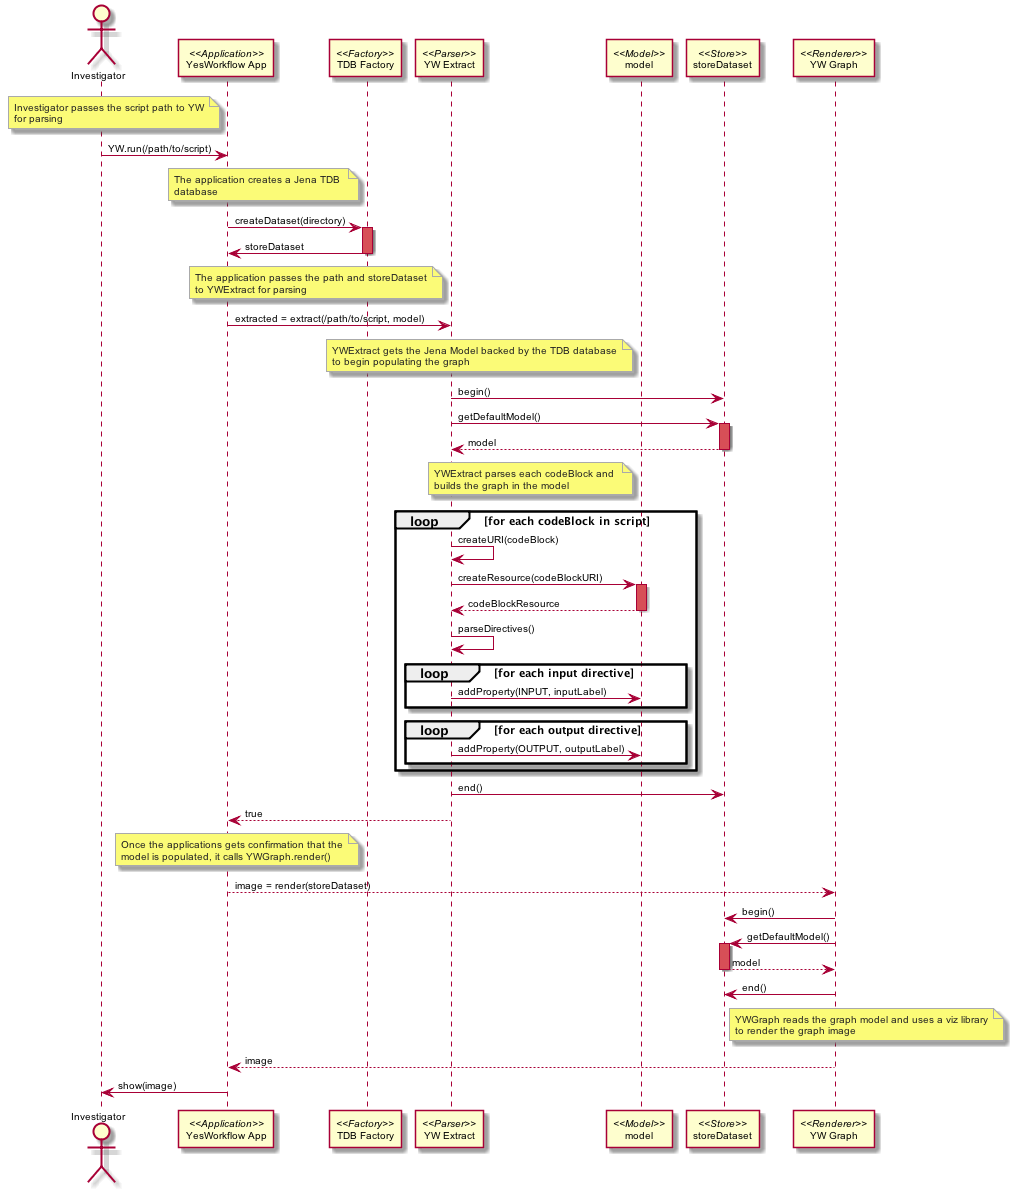 Investigator
<<Application>>
YesWorkflow App
<<Factory>>
TDB Factory
<<Parser>>
YW Extract
<<Model>>
model
<<Store>>
storeDataset
<<Renderer>>
YW Graph
Investigator passes the script path to YW
for parsing
YW.run(/path/to/script)
The application creates a Jena TDB
database
createDataset(directory)
storeDataset
The application passes the path and storeDataset
to YWExtract for parsing
extracted = extract(/path/to/script, model)
YWExtract gets the Jena Model backed by the TDB database
to begin populating the graph
begin()
getDefaultModel()
model
YWExtract parses each codeBlock and
builds the graph in the model
loop [for each codeBlock in script]
createURI(codeBlock)
createResource(codeBlockURI)
codeBlockResource
parseDirectives()
loop [for each input directive]
addProperty(INPUT, inputLabel)
loop [for each output directive]
addProperty(OUTPUT, outputLabel)
end()
true
Once the applications gets confirmation that the
model is populated, it calls YWGraph.render()
image = render(storeDataset)
begin()
getDefaultModel()
model
end()
YWGraph reads the graph model and uses a viz library
to render the graph image
image
show(image)
Investigator
<<Application>>
YesWorkflow App
<<Factory>>
TDB Factory
<<Parser>>
YW Extract
<<Model>>
model
<<Store>>
storeDataset
<<Renderer>>
YW Graph